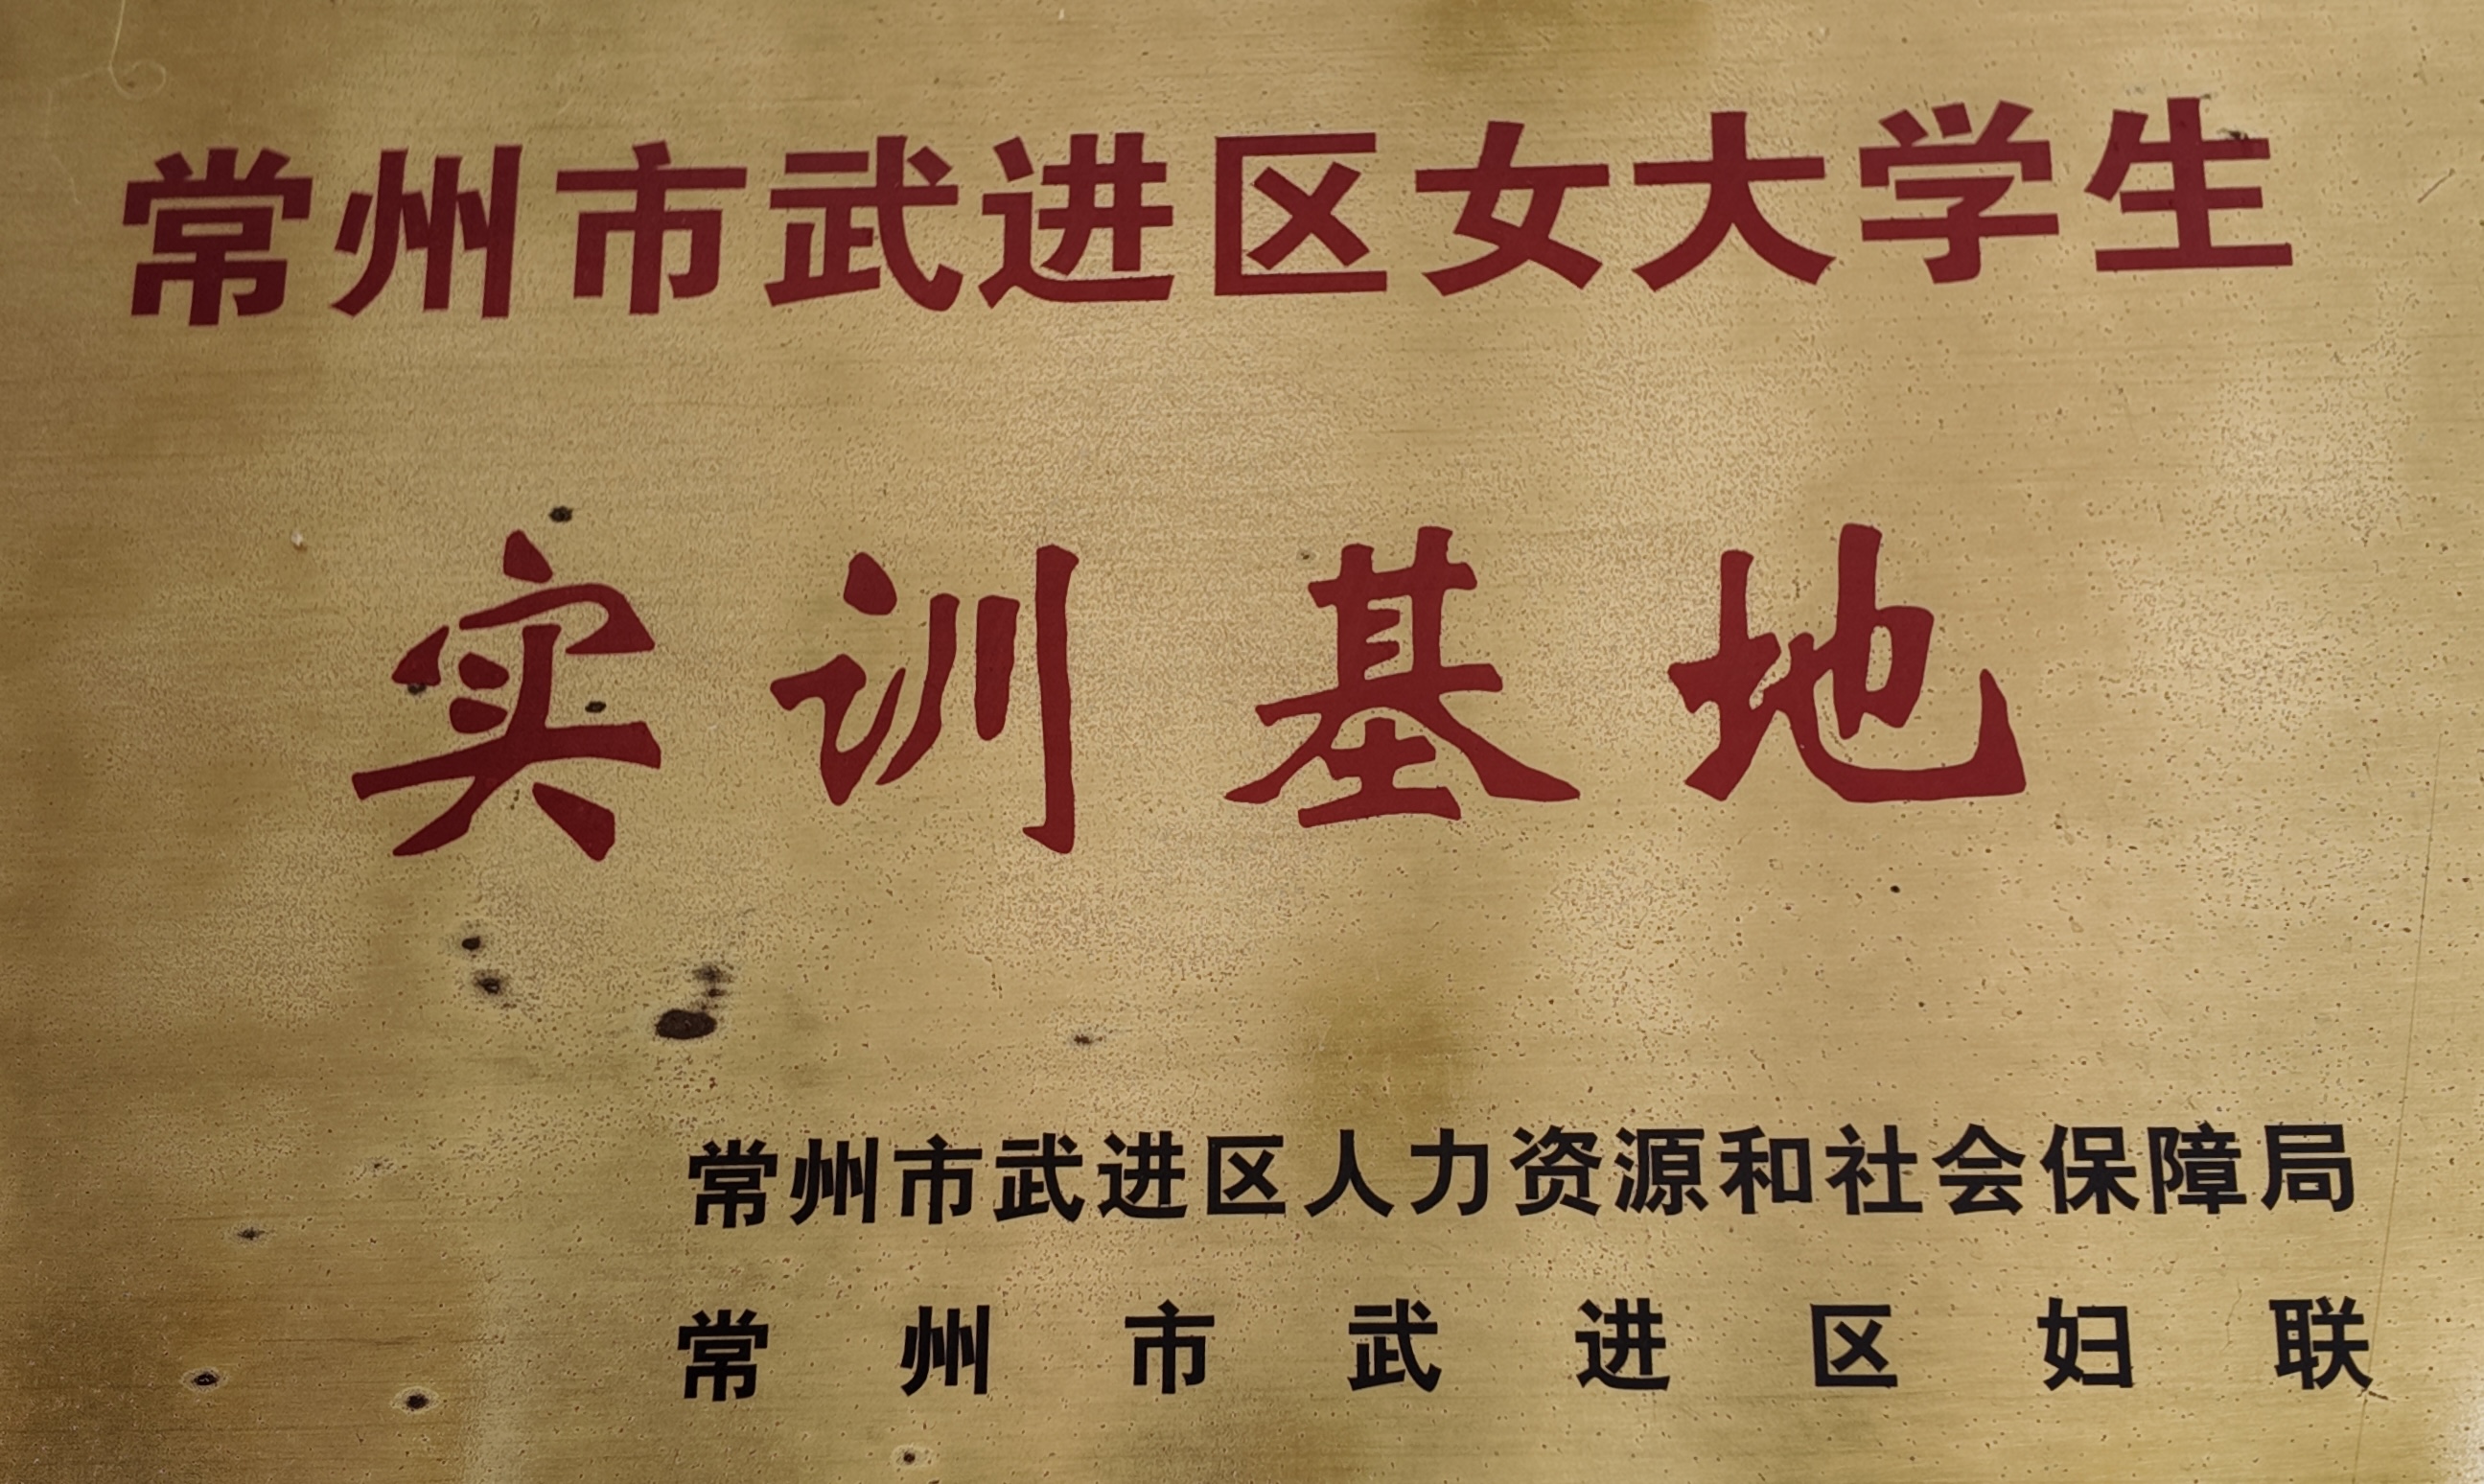 常州市武进区女大学生
实训基地
常州市武进区人力资源和社会保障局
常州市武进区妇联